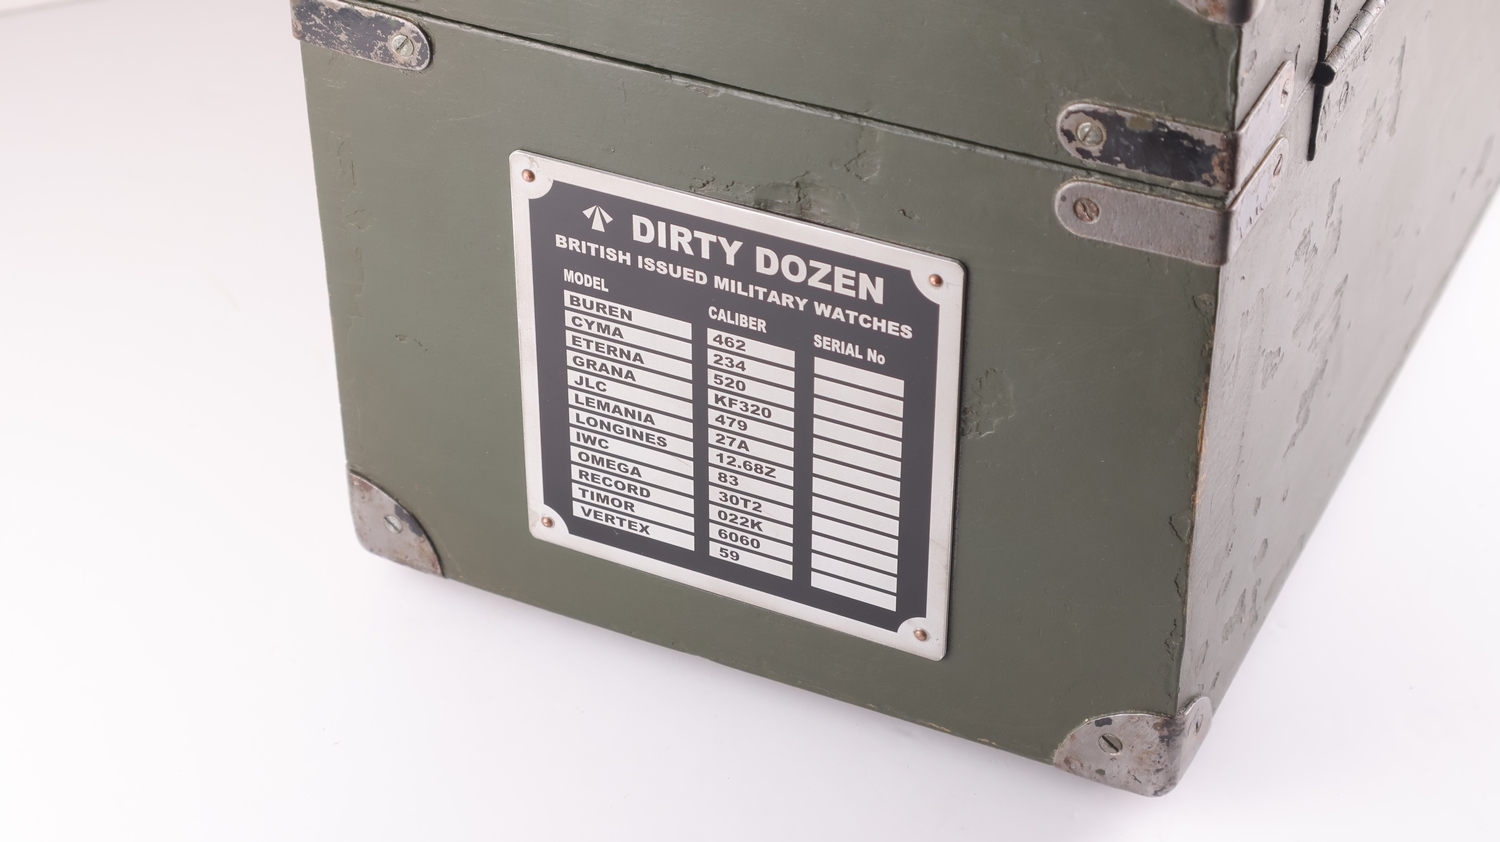 DIRTY DOZEN
BRITISH ISSUED MILITARY WATCHES
MODEL CALIBER SERIAL No
BUREN 462
CYMA 234
ETERNA 520
GRANA KF320
JLC 479
LEMANIA 27A
LONGINES 12.68Z
IWC 83
OMEGA 30T2
RECORD 022K
TIMOR 6060
VERTEX 59